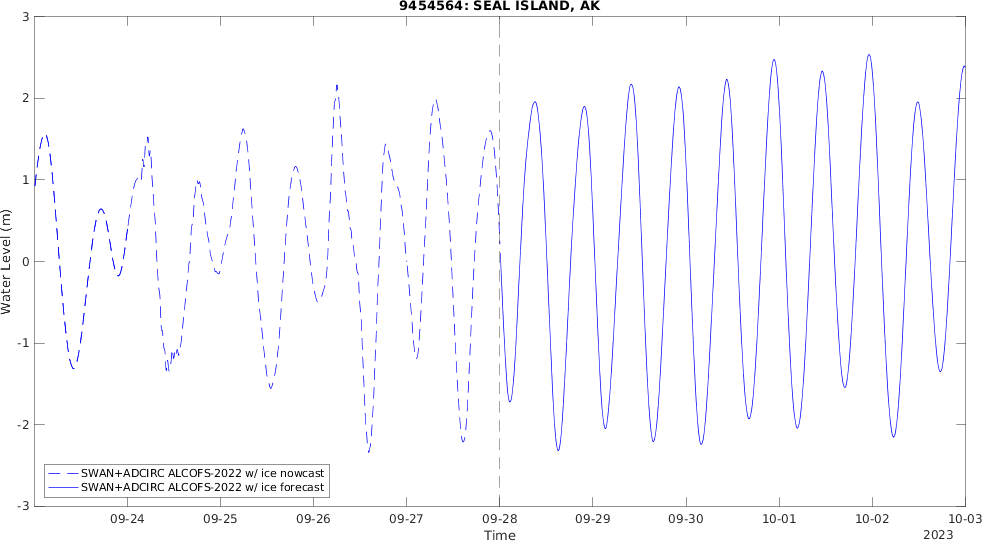 9454564: SEAL ISLAND, AK
3
2
1
0
-1
-2
-3
Water Level (m)
SWAN+ADCIRC ALCOFS-2022 w/ ice nowcast
SWAN+ADCIRC ALCOFS-2022 w/ ice forecast
09-24 09-25 09-26 09-27 09-28 09-29 09-30 10-01 10-02 10-03
Time
2023